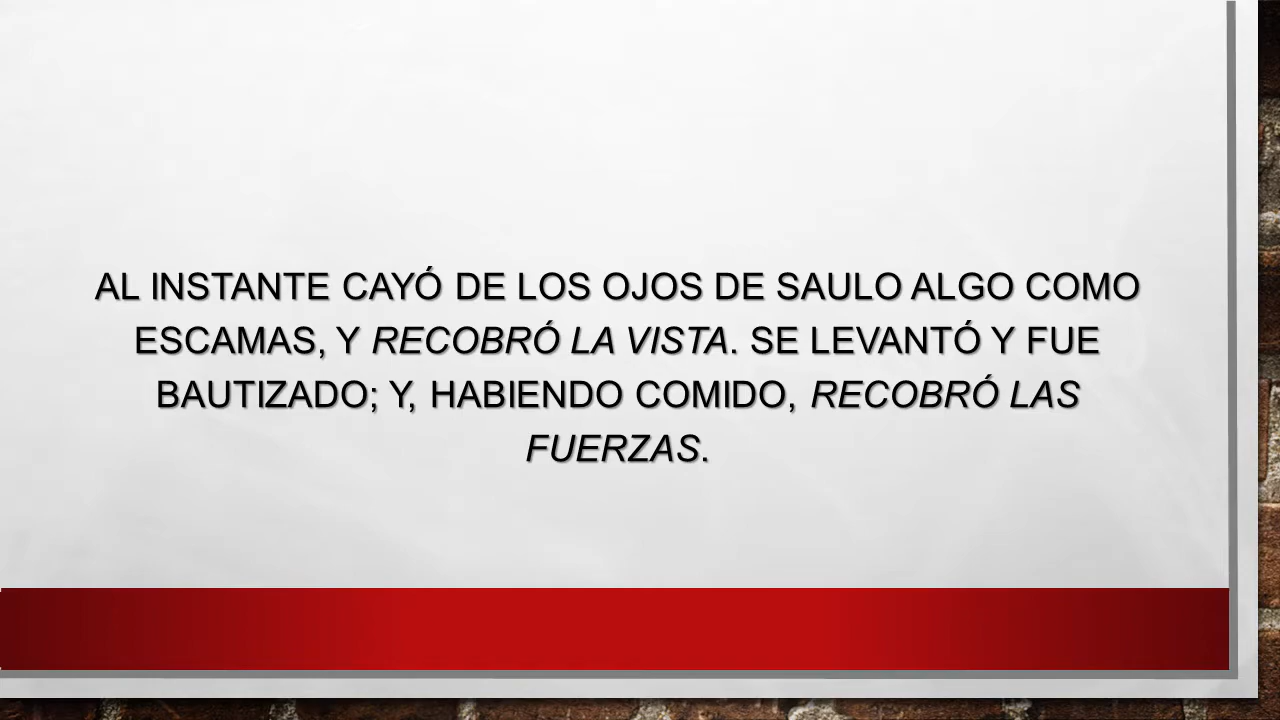 AL INSTANTE CAYÓ DE LOS OJOS DE SAULO ALGO COMO
ESCAMAS, Y RECOBRÓ LA VISTA. SE LEVANTÓ Y FUE
BAUTIZADO; Y, HABIENDO COMIDO, RECOBRÓ LAS
FUERZAS.